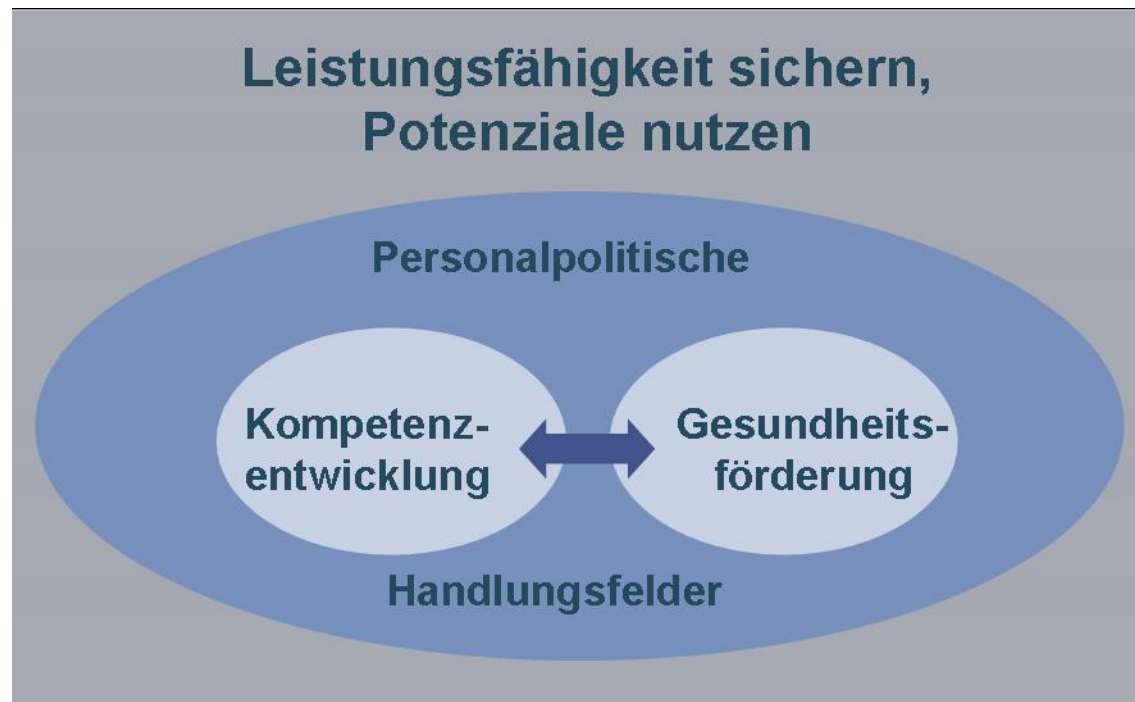 Leistungsfähigkeit sichern,
Potenziale nutzen
Personalpolitische
Kompetenz-
entwicklung
Gesundheits-
förderung
Handlungsfelder